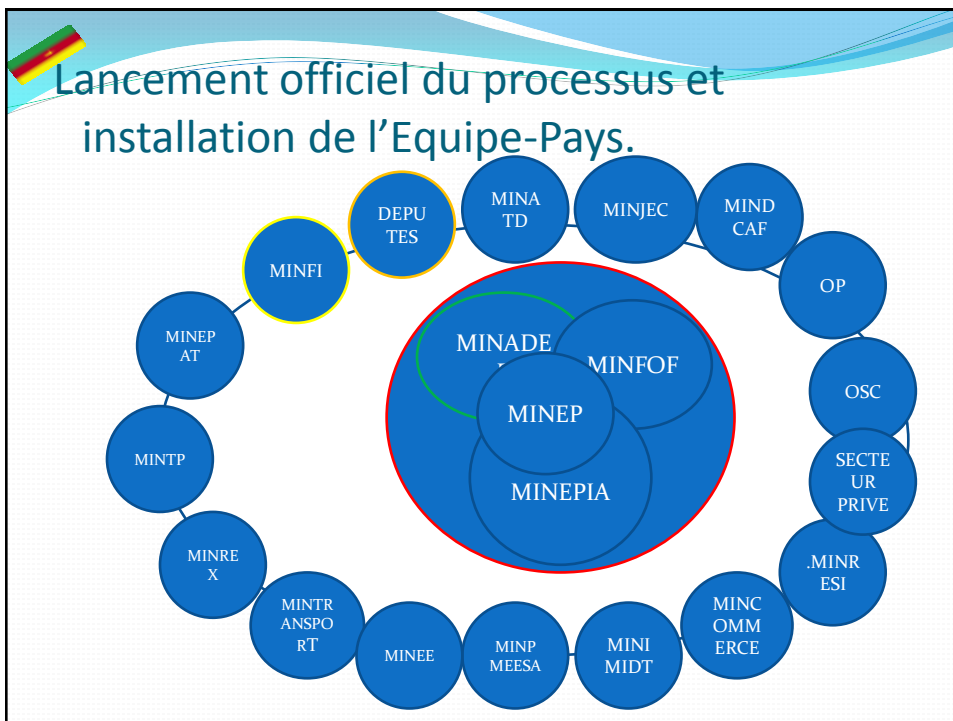 Lancement officiel du processus et
installation de l’Equipe-Pays.
DEPU
TES
MINA
TD
MINJEC
MIND
CAF
OP
OSC
SECTE
UR
PRIVE
.MINR
ESI
MINC
OMM
ERCE
MINI
MIDT
MINP
MEESA
MINEE
MINTR
ANSPO
RT
MINRE
X
MINTP
MINEP
AT
MINFI
MINADE
MINFOF
MINEP
MINEPIA